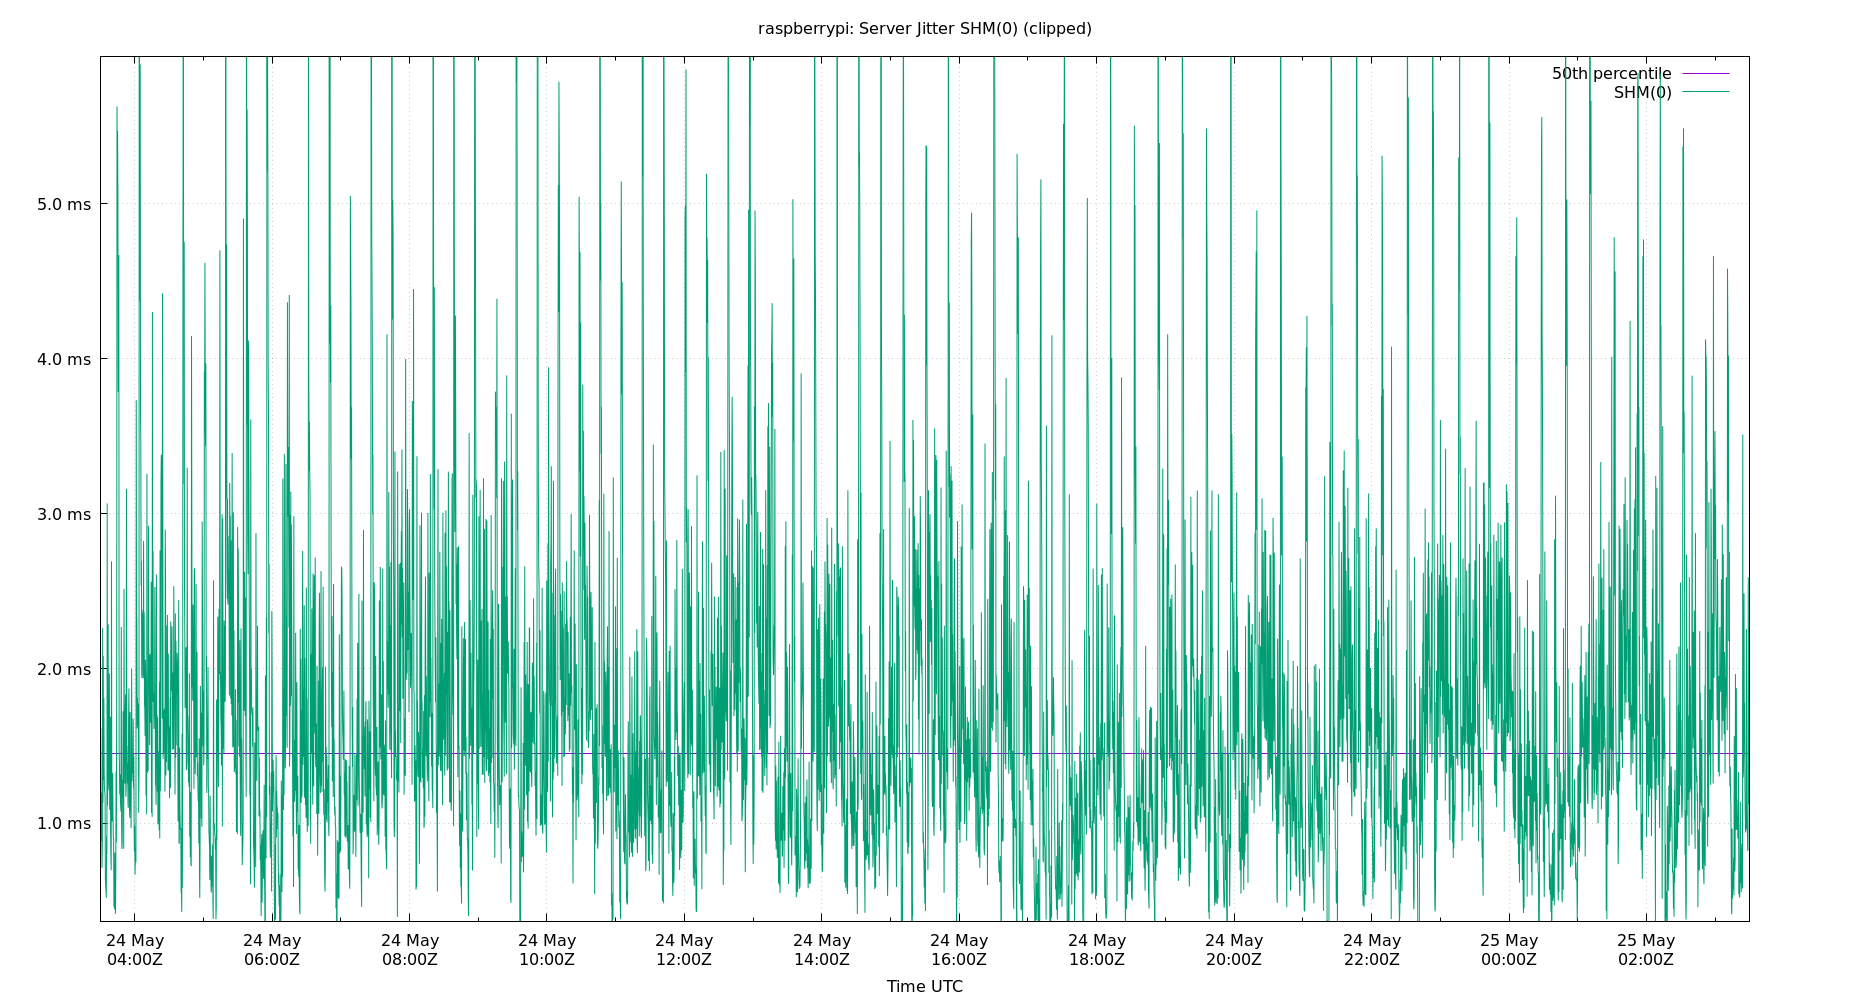 raspberrypi: Server Jitter SHM(0) (clipped)
50th percentile
SHM(0)
5.0 ms
4.0 ms
3.0 ms
2.0 ms
1.0 ms
24 May 24 May 24 May 24 May 24 May 24 May 24 May 24 May 24 May 24 May 25 May 25 May
04:00Z 06:00Z 08:00Z 10:00Z 12:00Z 14:00Z 16:00Z 18:00Z 20:00Z 22:00Z 00:00Z 02:00Z
Time UTC